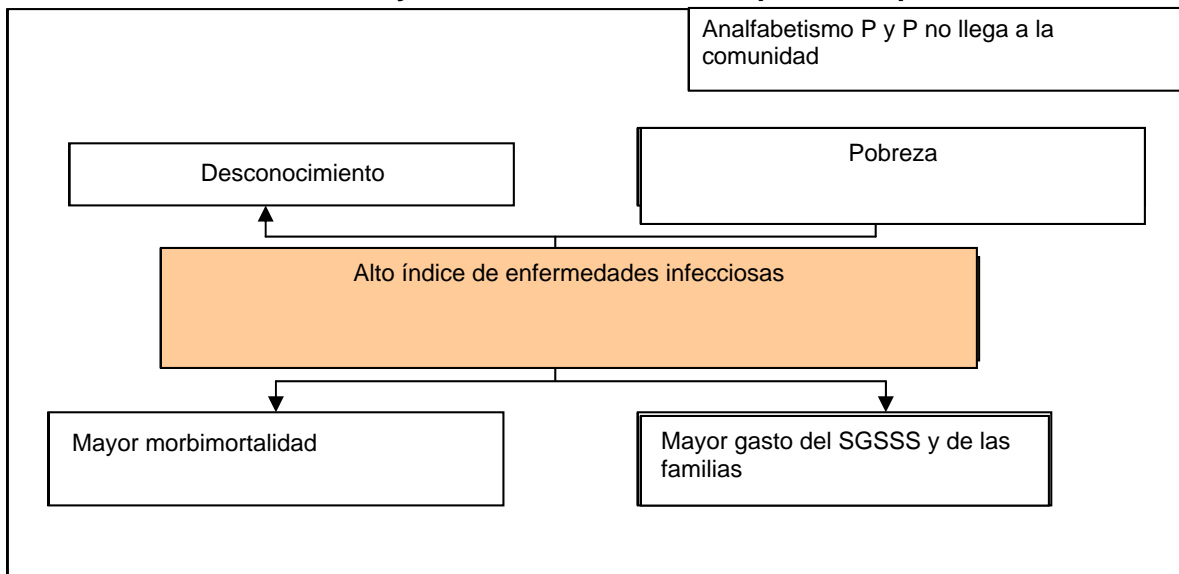 Analfabetismo P y P no llega a la
comunidad
Desconocimiento
Pobreza
Alto índice de enfermedades infecciosas
Mayor morbimortalidad
Mayor gasto del SGSSS y de las
familias